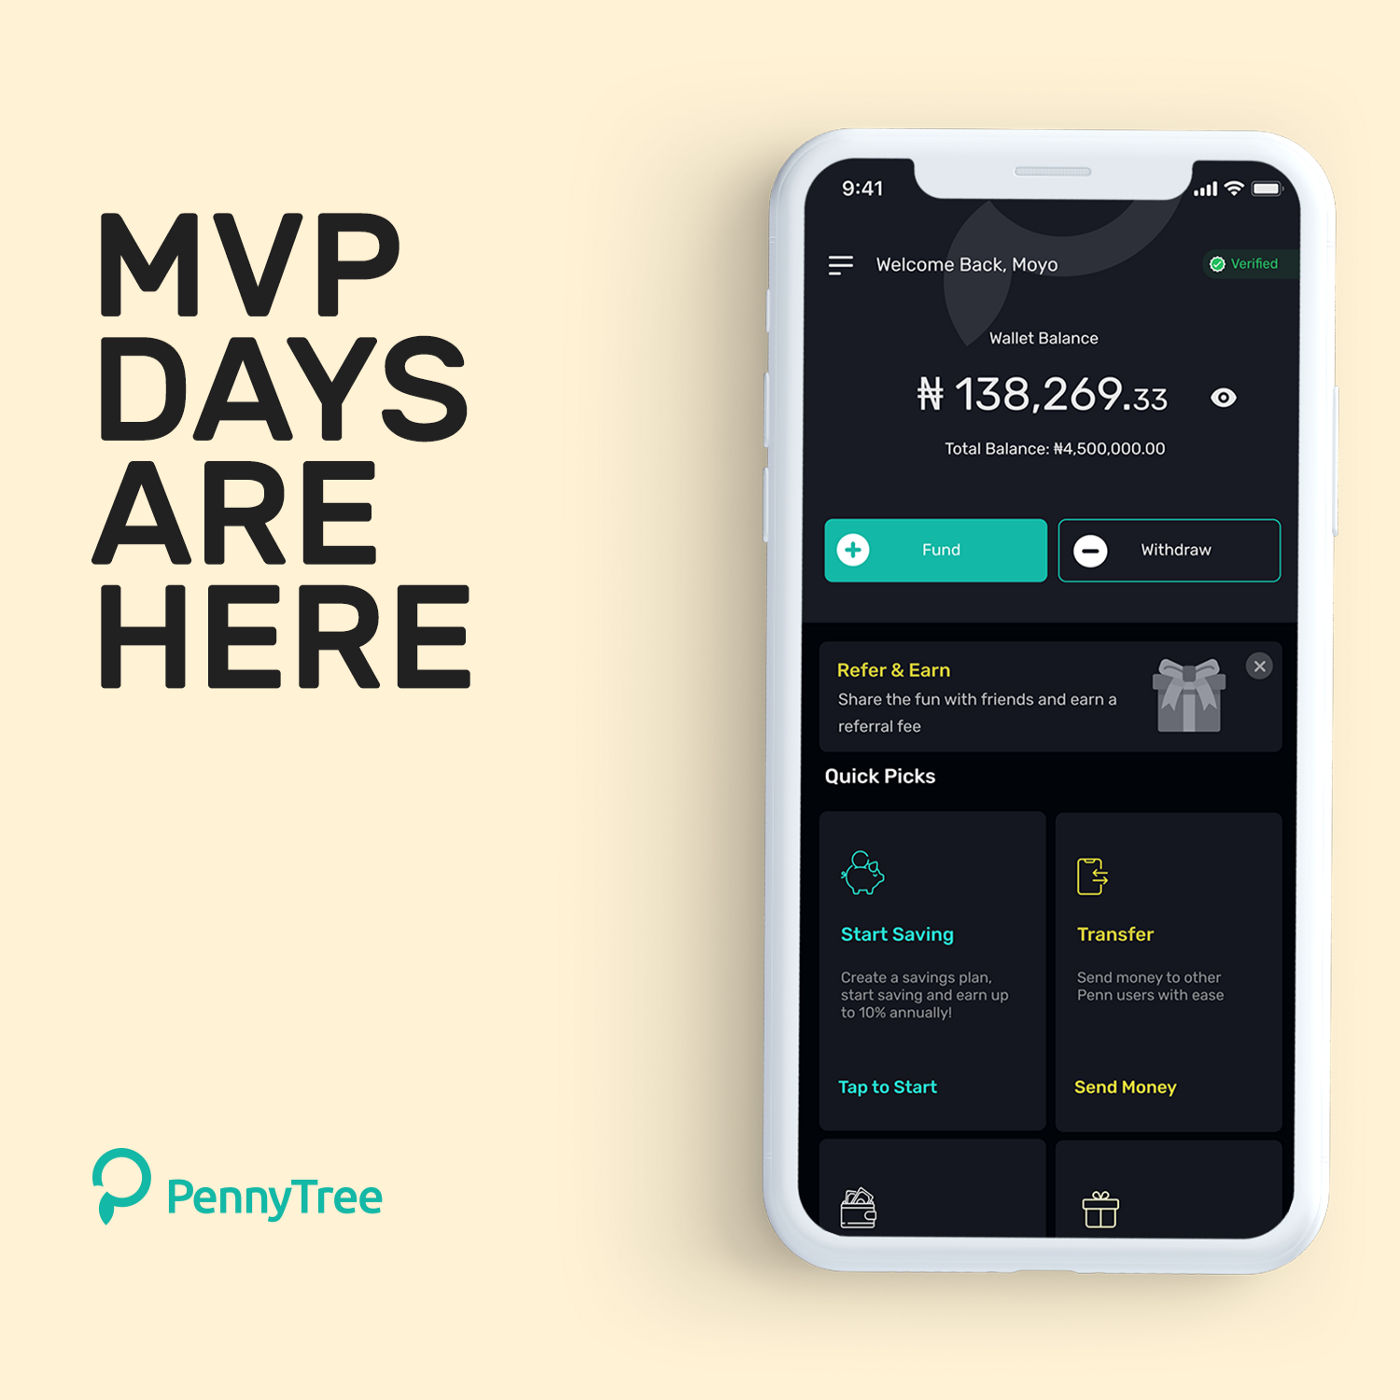 MVP
DAYS
ARE
HERE
PennyTree
9:41
Welcome Back, Moyo
Verified
Wallet Balance
₦ 138,269.33
Total Balance: ₦4,500,000.00
Fund
Withdraw
Refer & Earn
Share the fun with friends and earn a
referral fee
Quick Picks
Start Saving
Create a savings plan,
start saving and earn up
to 10% annually!
Tap to Start
Transfer
Send money to other
Penn users with ease
Send Money